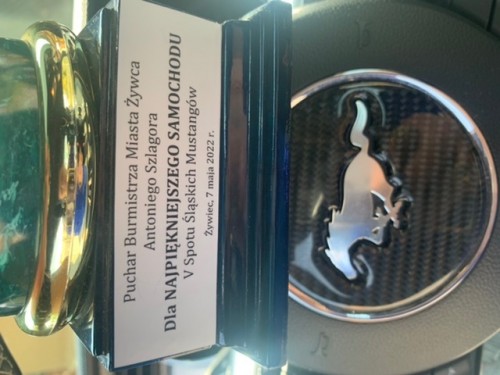 Puchar Burmistrza Miasta Żywca
Antoniego Szlagora
Dla NAJPIĘKNIEJSZEGO SAMOCHODU
V Spotu Śląskich Mustangów
Żywiec, 7 maja 2022 r.